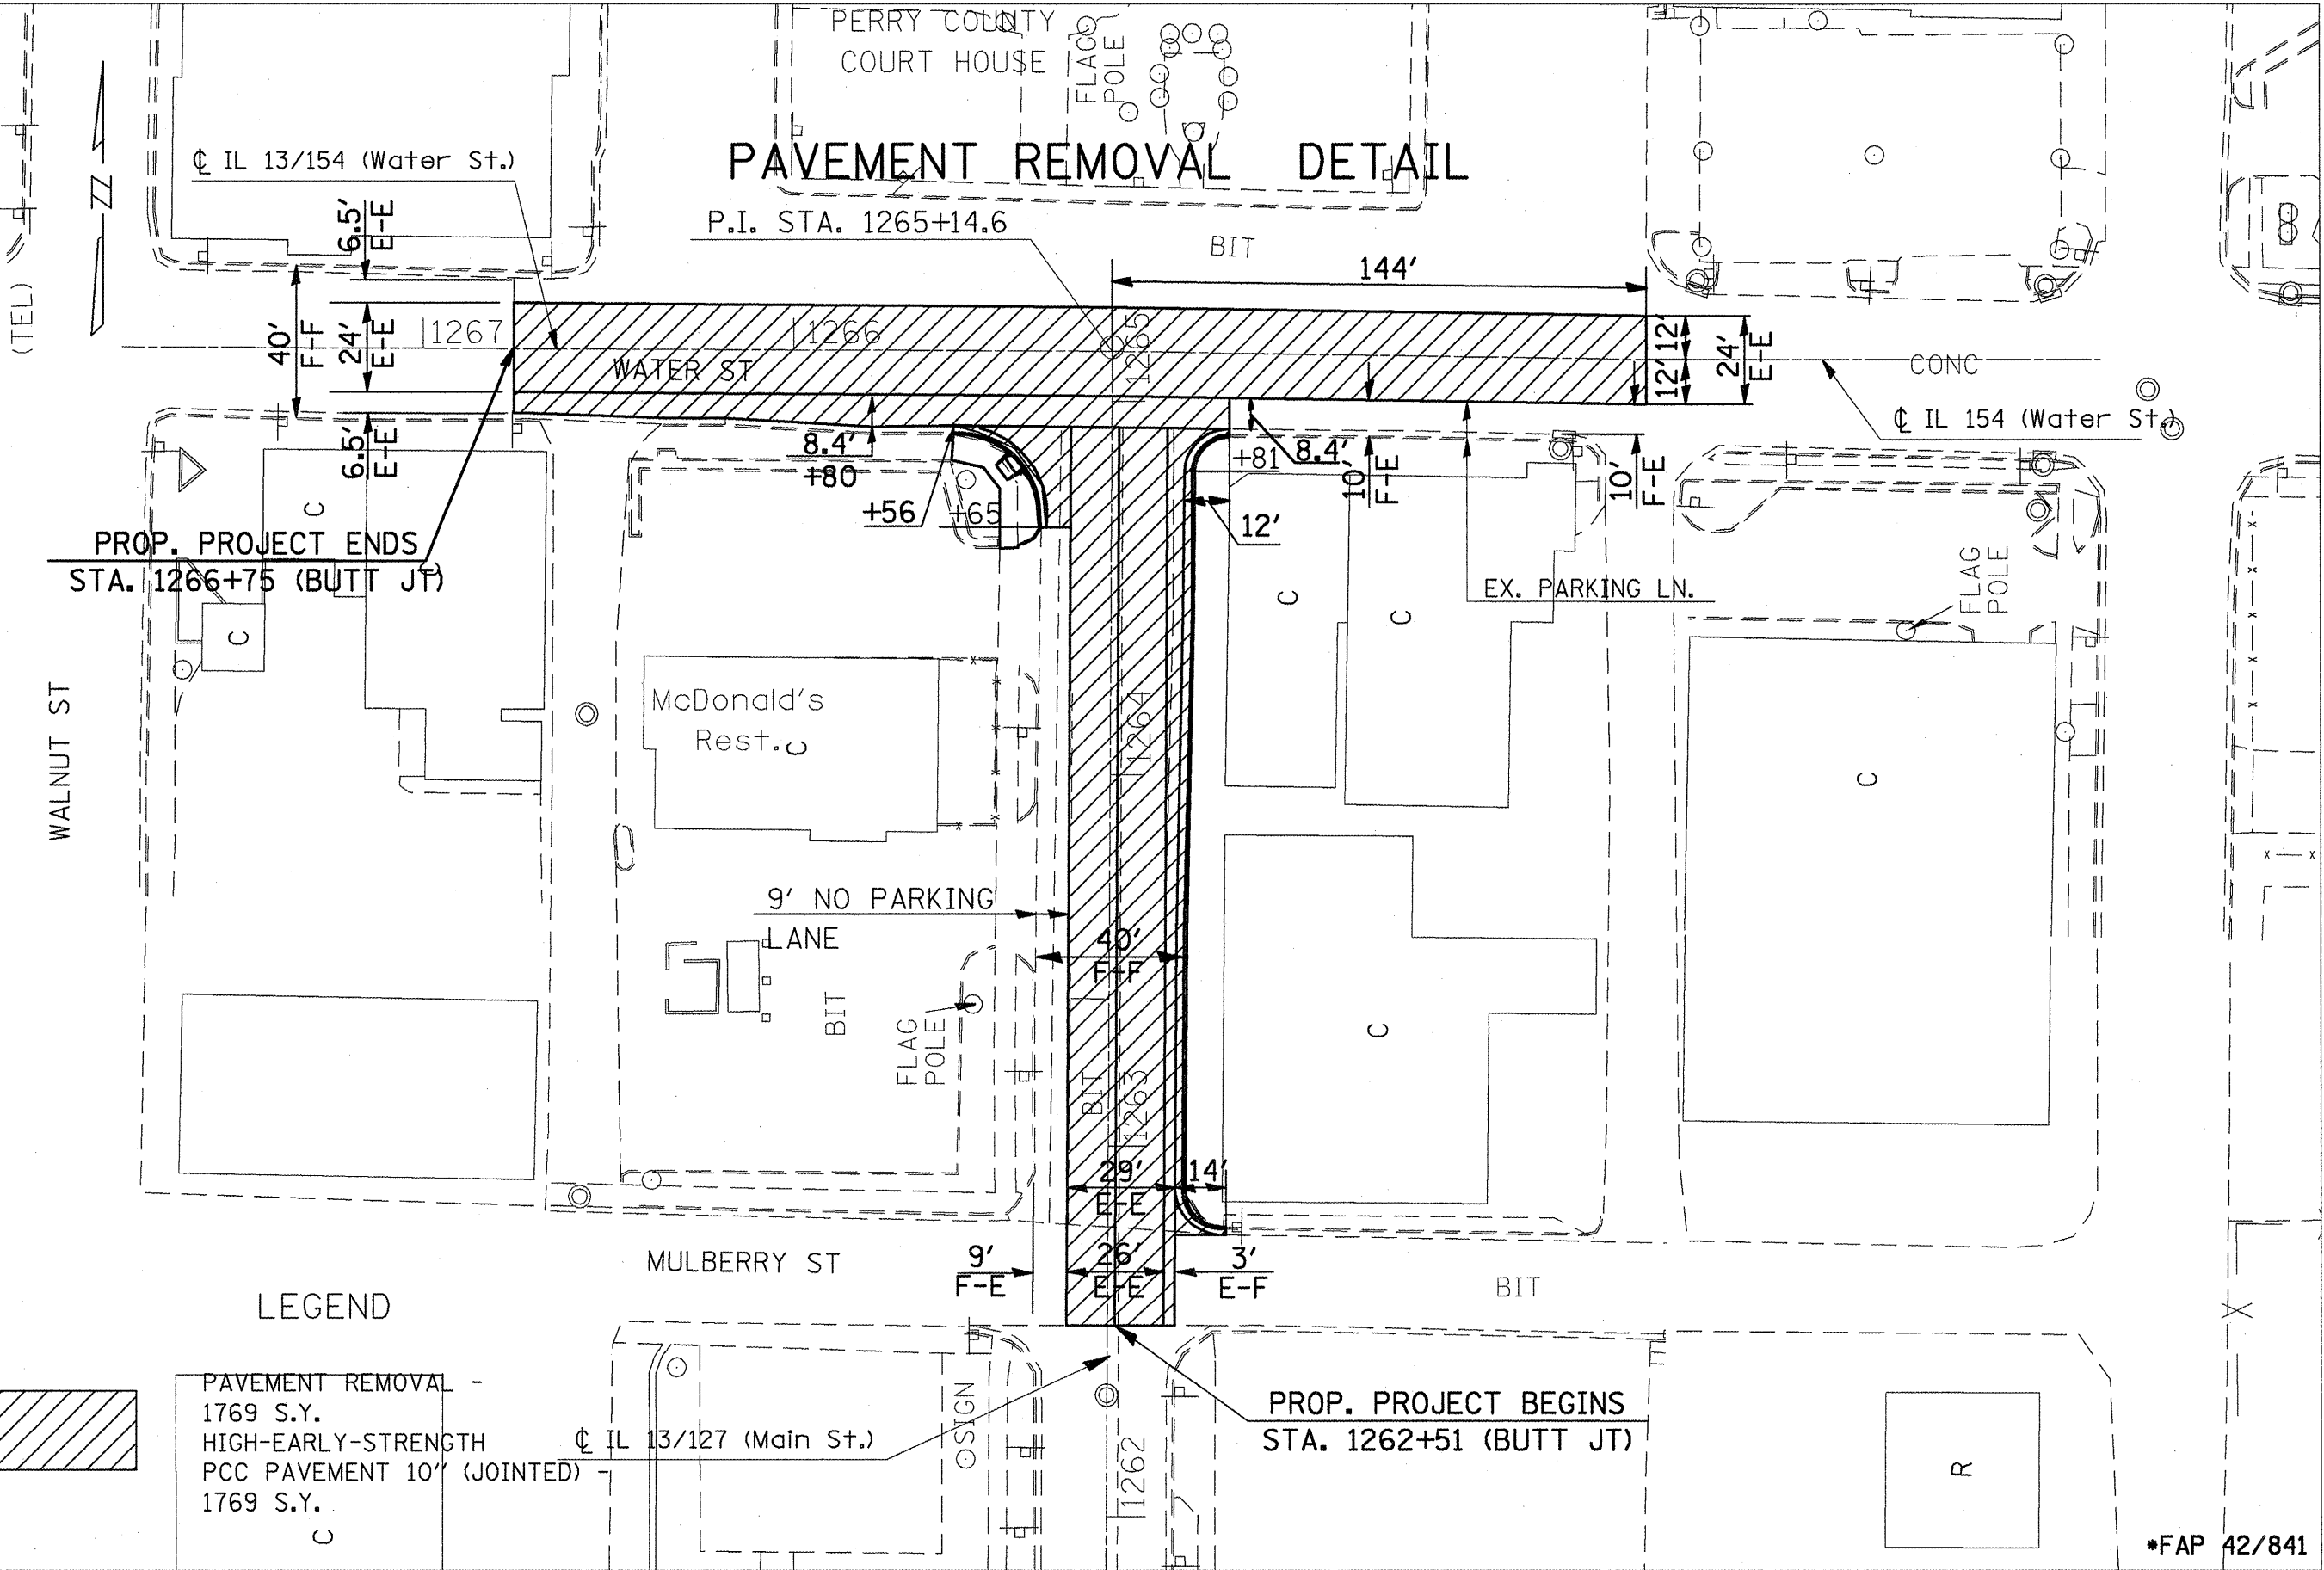 PERRY COUNTY
COURT HOUSE
FLAG
POLE
PAVEMENT REMOVAL DETAIL
℄ IL 13/154 (Water St.)
P.I. STA. 1265+14.6
BIT
144'
(TEL)
6.5'
E-E
40'
F-F
24'
E-E
1267
1266
1265
WATER ST
12'
12'
24'
E-E
CONC
℄ IL 154 (Water St.)
6.5'
E-E
8.4'
+80
+56
+65
+81
8.4'
12'
10'
F-E
10'
F-E
EX. PARKING LN.
PROP. PROJECT ENDS
STA. 1266+75 (BUTT JT)
C
C
C
C
FLAG
POLE
WALNUT ST
McDonald's
Rest.
C
1264
C
9' NO PARKING
LANE
40'
F-F
BIT
FLAG
POLE
BIT
1263
C
29'
E-E
14'
MULBERRY ST
9'
F-E
26'
E-E
3'
E-F
BIT
LEGEND
PAVEMENT REMOVAL -
1769 S.Y.
HIGH-EARLY-STRENGTH
PCC PAVEMENT 10" (JOINTED) -
1769 S.Y.
C
℄ IL 13/127 (Main St.)
SIGN
1262
PROP. PROJECT BEGINS
STA. 1262+51 (BUTT JT)
R
*FAP 42/841